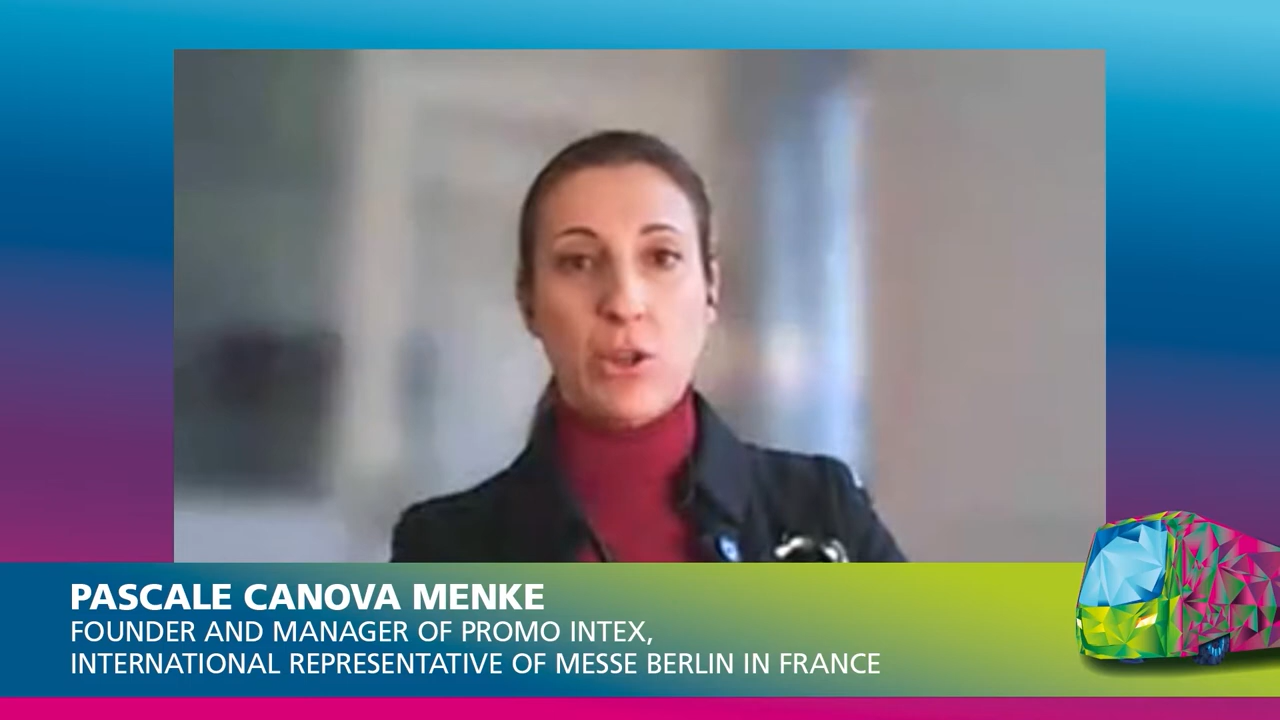 PASCALE CANOVA MENKE
FOUNDER AND MANAGER OF PROMO INTEX,
INTERNATIONAL REPRESENTATIVE OF MESSE BERLIN IN FRANCE